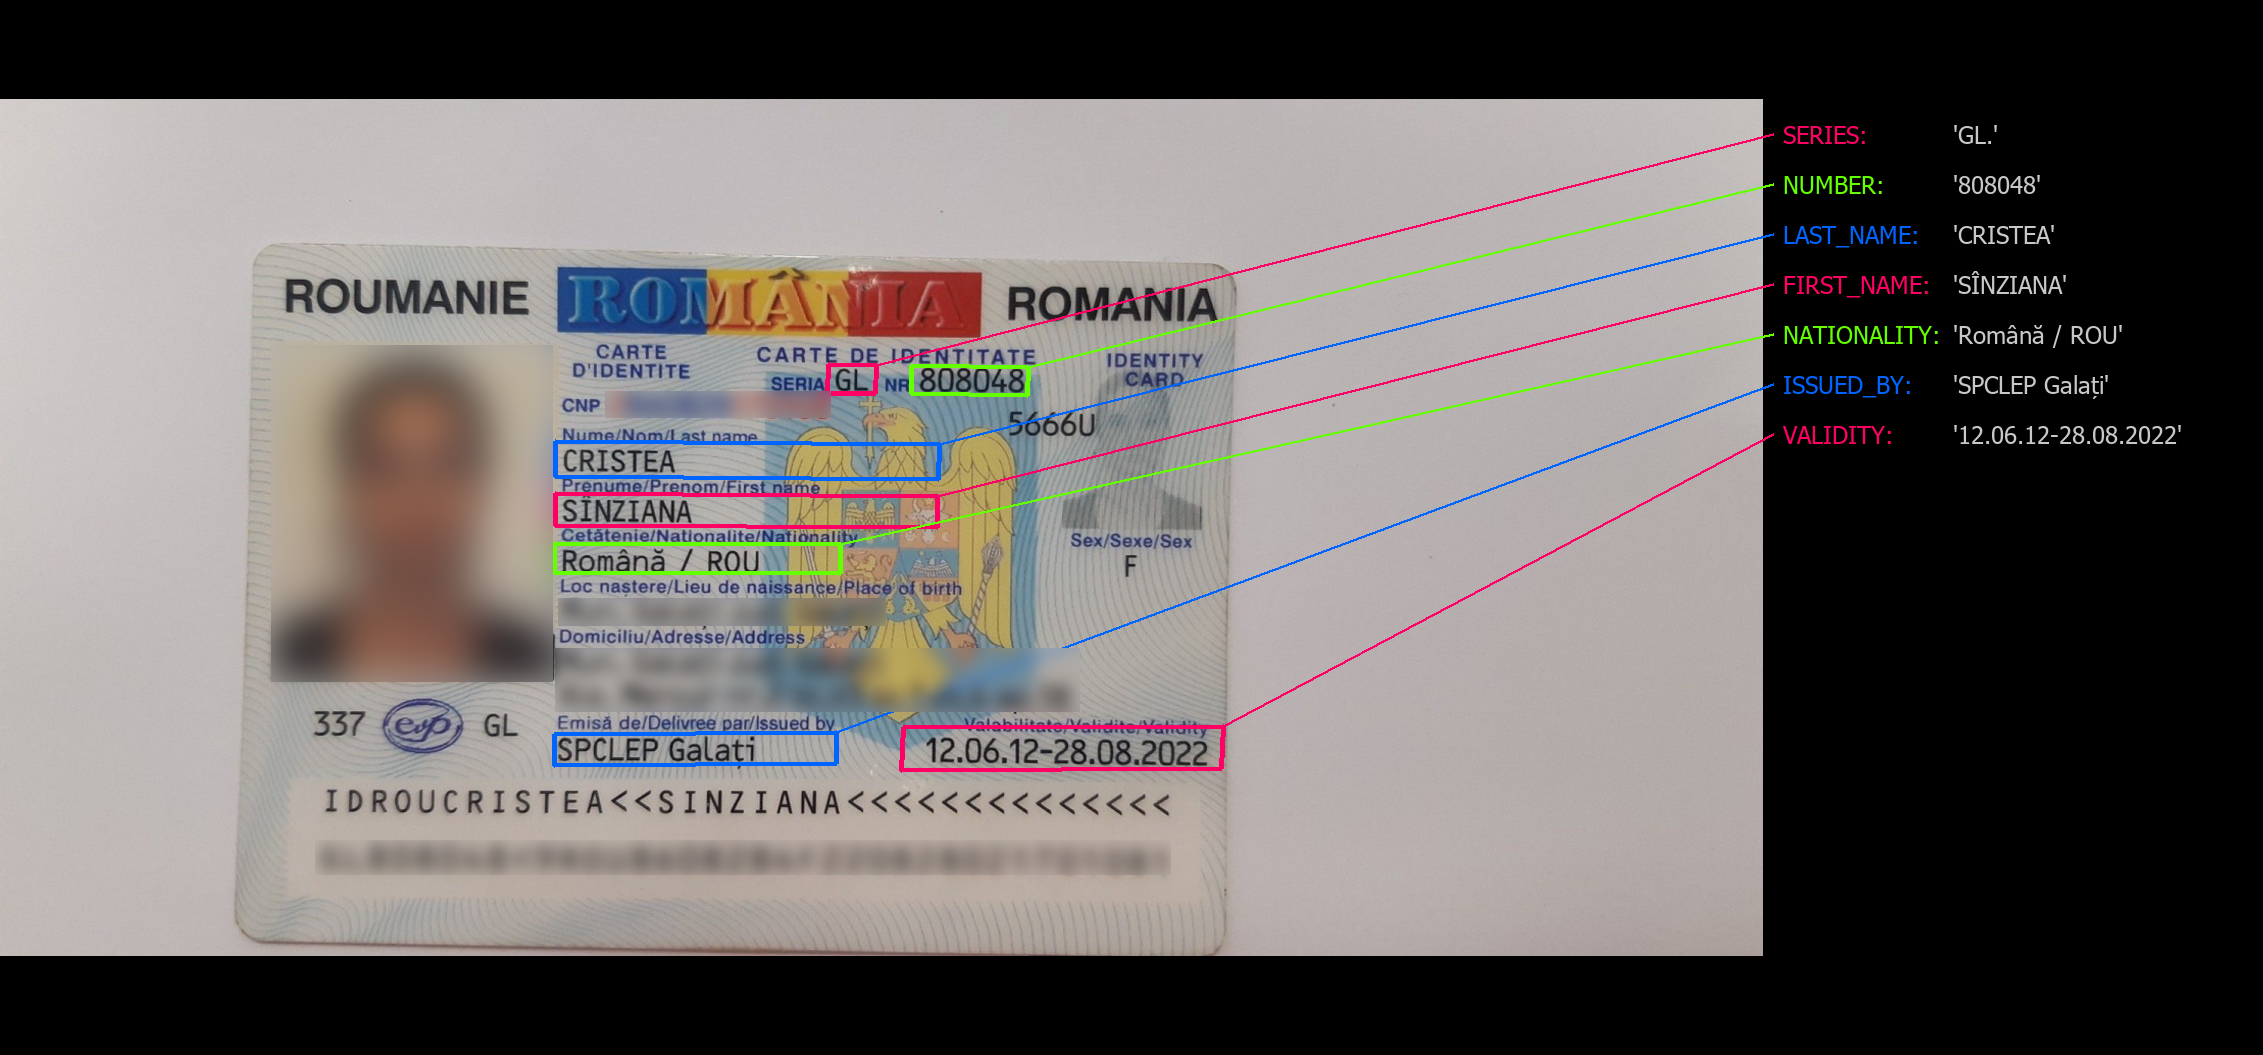 ROUMANIE ROMÂNIA ROMANIA
CARTE D'IDENTITE
CARTE DE IDENTITATE
IDENTITY CARD
SERIA GL NR 808048
CNP
5666U
Nume/Nom/Last name
CRISTEA
Prenume/Prenom/First name
SÎNZIANA
Cetățenie/Nationalite/Nationality
Română / ROU
Sex/Sexe/Sex
F
Loc naștere/Lieu de naissance/Place of birth
Domiciliu/Adresse/Address
337 esp GL
Emisă de/Delivree par/Issued by
SPCLEP Galați
Valabilitate/Validite/Validity
12.06.12-28.08.2022
IDROUCRISTEA<<SINZIANA<<<<<<<<<<<<<<
SERIES: 'GL.'
NUMBER: '808048'
LAST_NAME: 'CRISTEA'
FIRST_NAME: 'SÎNZIANA'
NATIONALITY: 'Română / ROU'
ISSUED_BY: 'SPCLEP Galați'
VALIDITY: '12.06.12-28.08.2022'